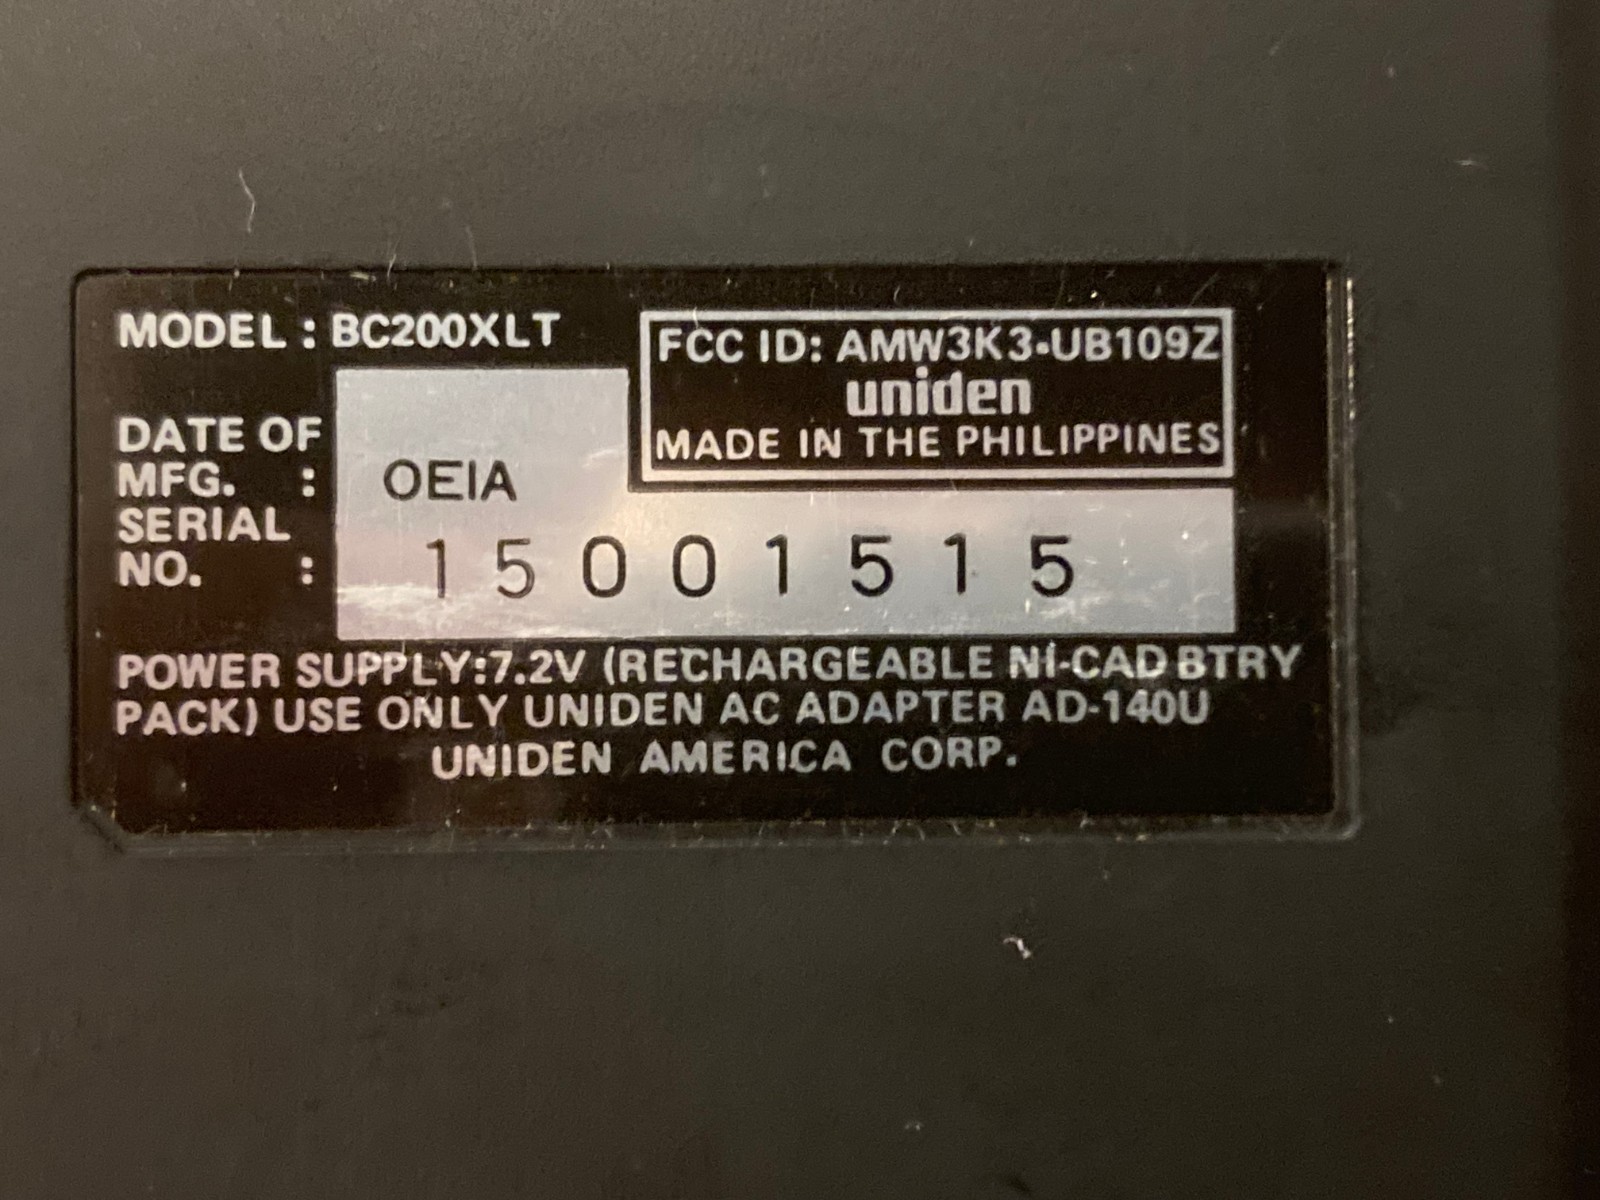 MODEL : BC200XLT
FCC ID: AMW3K3-UB109Z
uniden
MADE IN THE PHILIPPINES
DATE OF
MFG. : OEIA
SERIAL
NO. : 15001515
POWER SUPPLY:7.2V (RECHARGEABLE NI-CAD BTRY
PACK) USE ONLY UNIDEN AC ADAPTER AD-140U
UNIDEN AMERICA CORP.